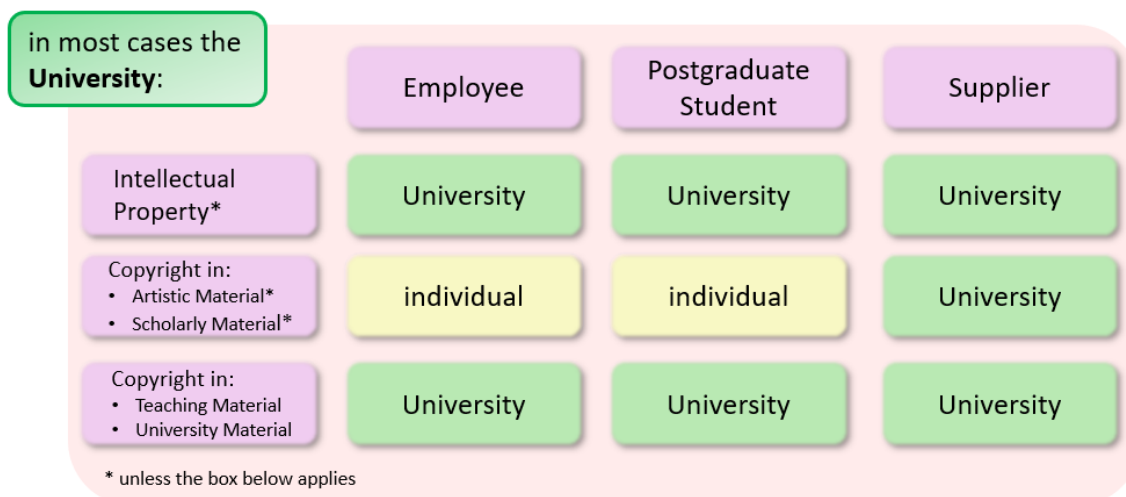 in most cases the
University:
Employee
Postgraduate
Student
Supplier
Intellectual
Property*
University
University
University
Copyright in:
• Artistic Material*
• Scholarly Material*
individual
individual
University
Copyright in:
• Teaching Material
• University Material
University
University
University
* unless the box below applies